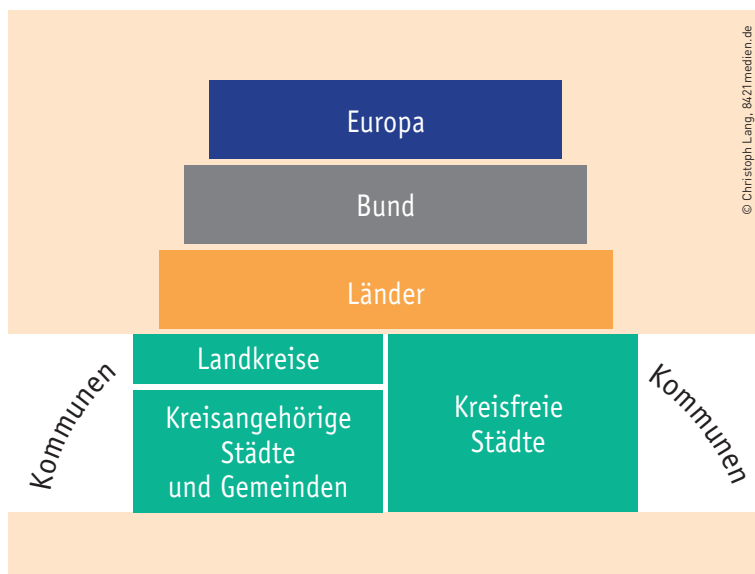 Europa
Bund
Länder
Landkreise
Kreisangehörige
Städte
und Gemeinden
Kreisfreie
Städte
Kommunen
Kommunen
© Christoph Lang, 8421medien.de